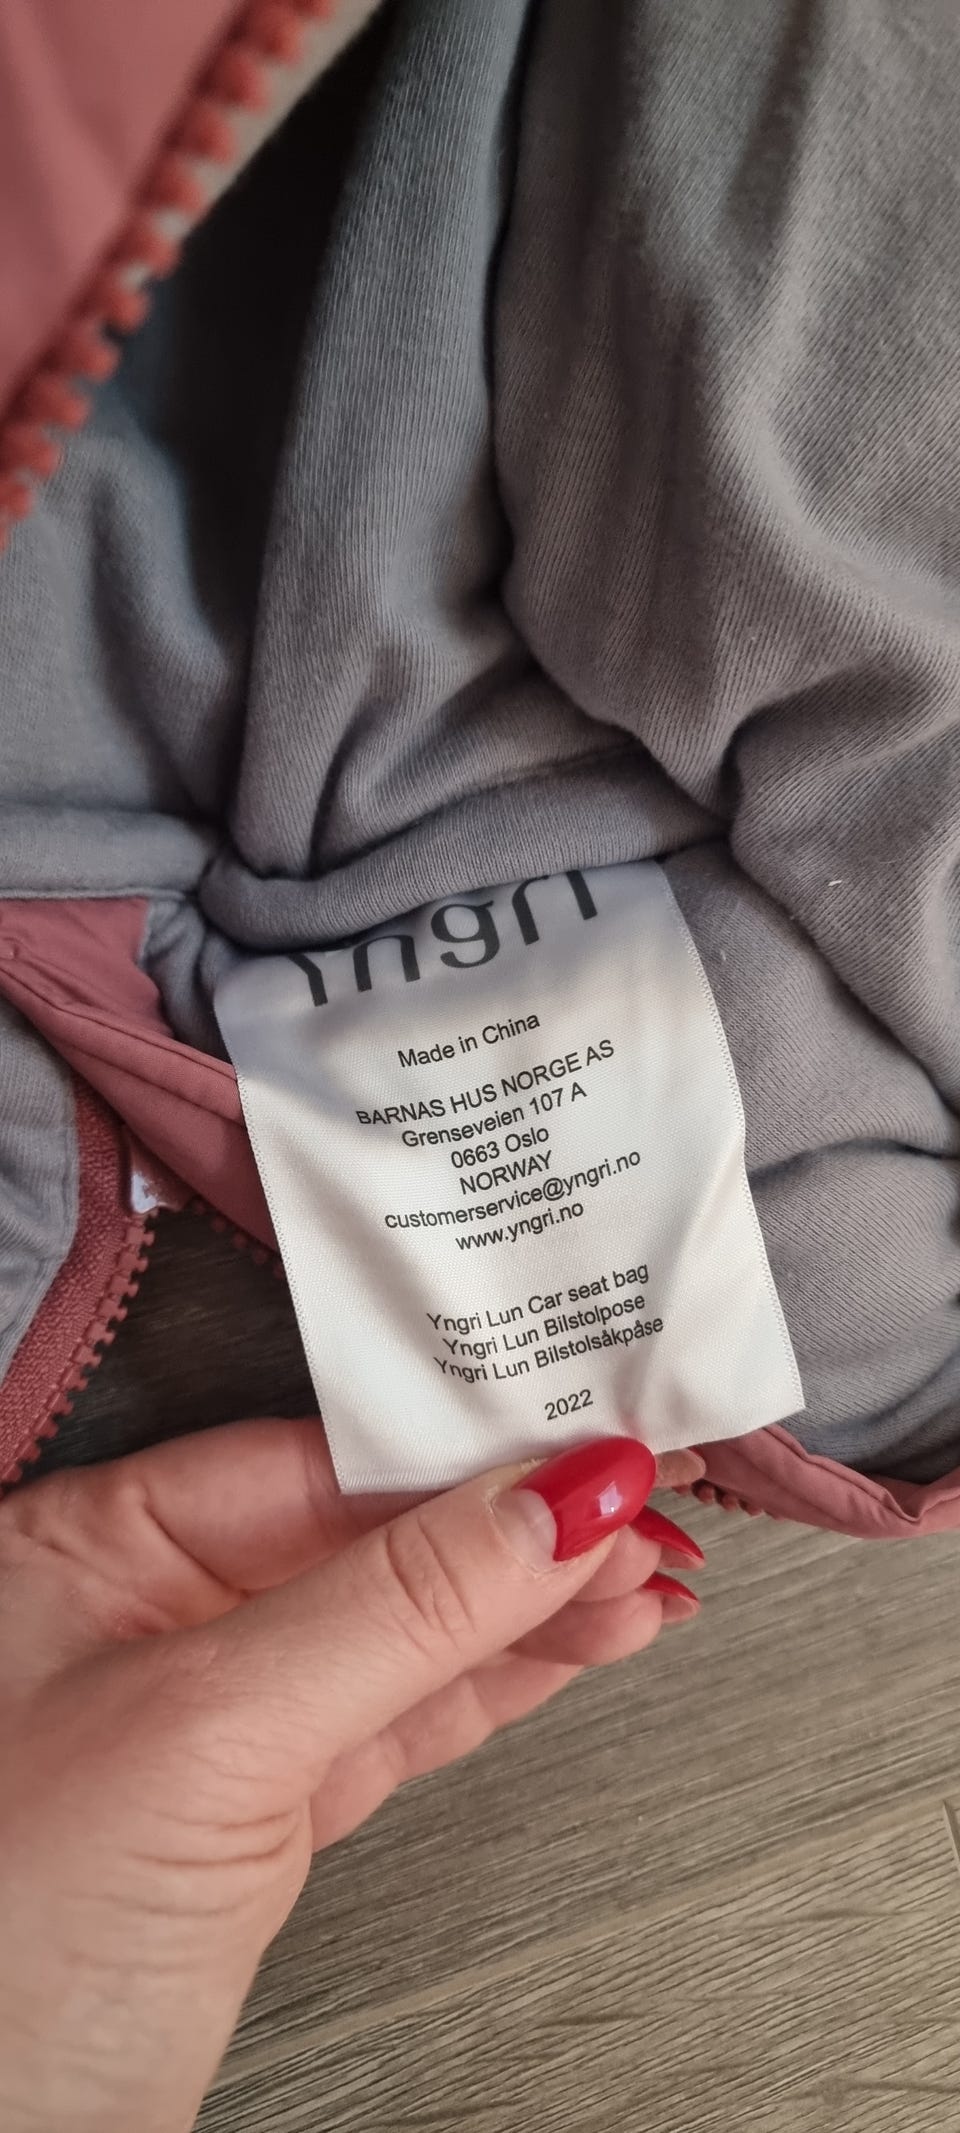 Yngri
Made in China
BARNAS HUS NORGE AS
Grenseveien 107 A
0663 Oslo
NORWAY
customerservice@yngri.no
www.yngri.no
Yngri Lun Car seat bag
Yngri Lun Bilstolpose
Yngri Lun Bilstolsåkpåse
2022